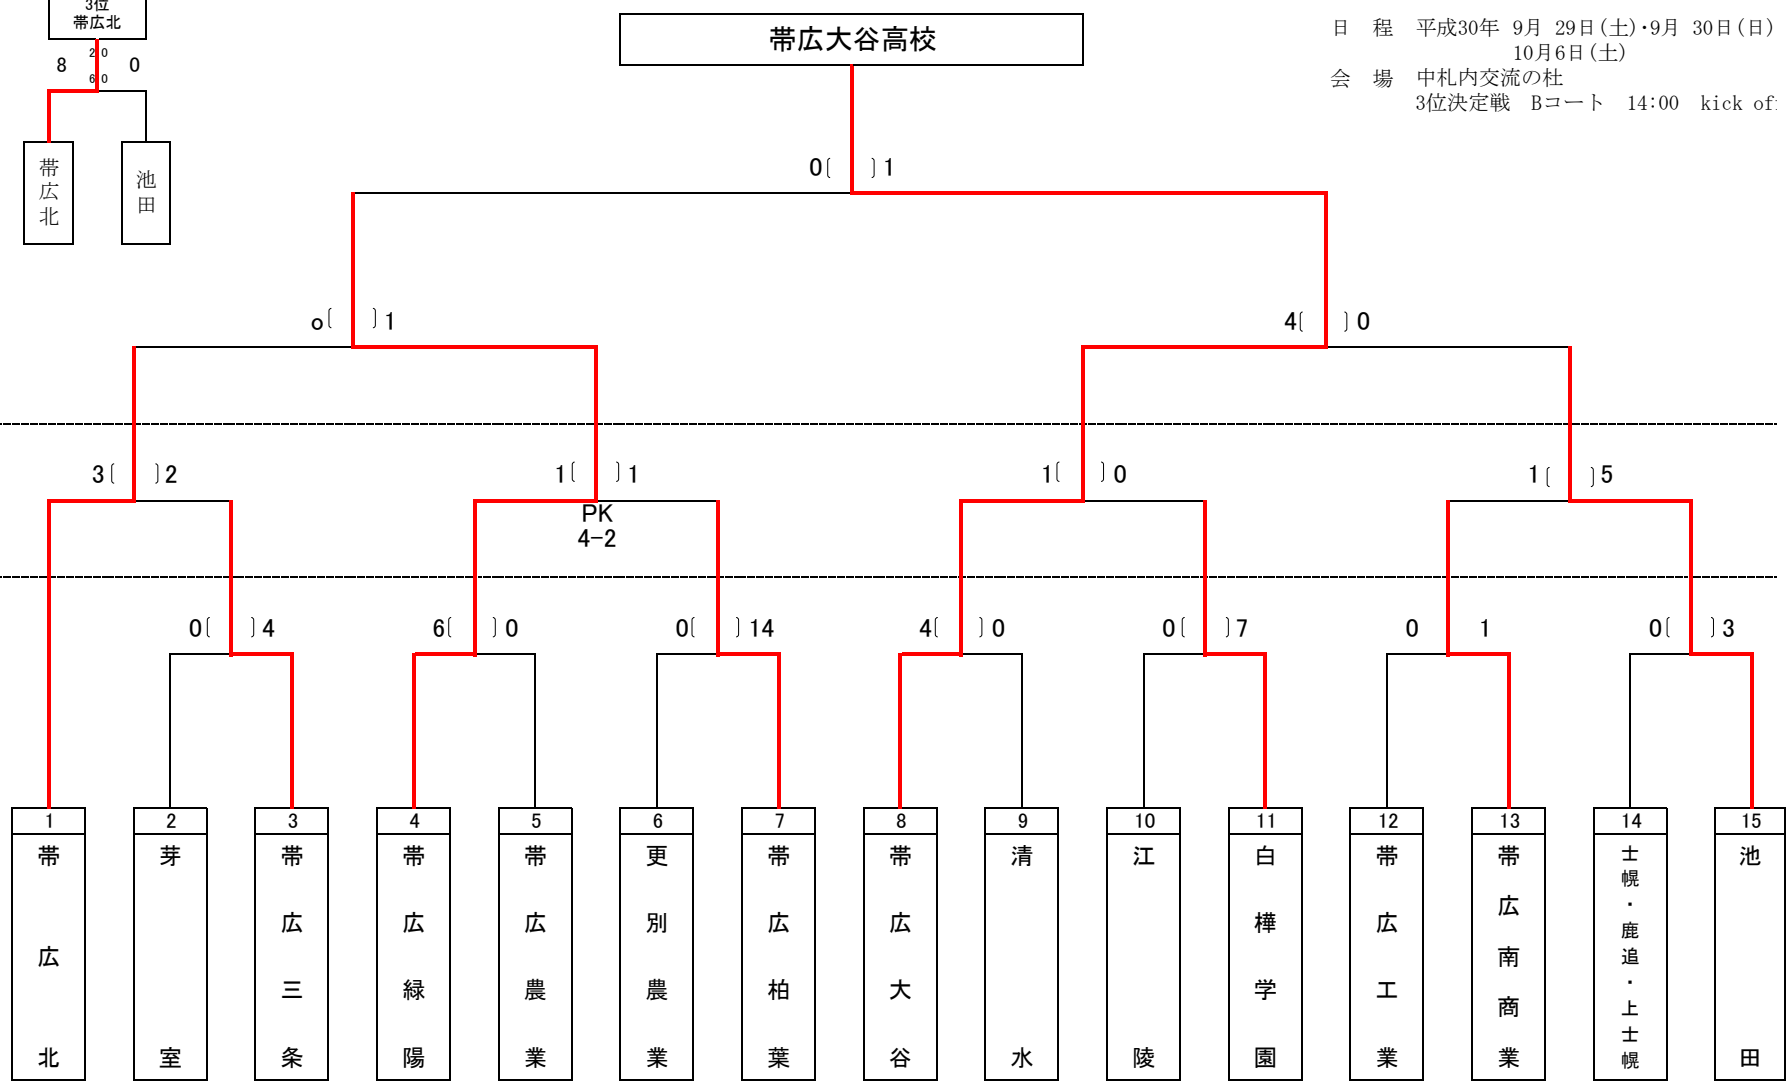 3位
帯広北
8 2 0 0
6 0
帯広北
池田
帯広大谷高校
日 程 平成30年 9月 29日(土)・9月 30日(日)
10月6日(土)
会 場 中札内交流の杜
3位決定戦 Bコート 14:00 kick of
0〔 〕1
o〔 〕1
4〔 〕0
3〔 〕2
1〔 〕1
PK
4-2
1〔 〕0
1〔 〕5
0〔 〕4
6〔 〕0
0〔 〕14
4〔 〕0
0〔 〕7
0 1
0〔 〕3
1
帯広北
2
芽室
3
帯広三条
4
帯広緑陽
5
帯広農業
6
更別農業
7
帯広柏葉
8
帯広大谷
9
清水
10
江陵
11
白樺学園
12
帯広工業
13
帯広南商業
14
士幌・鹿追・上士幌
15
池田